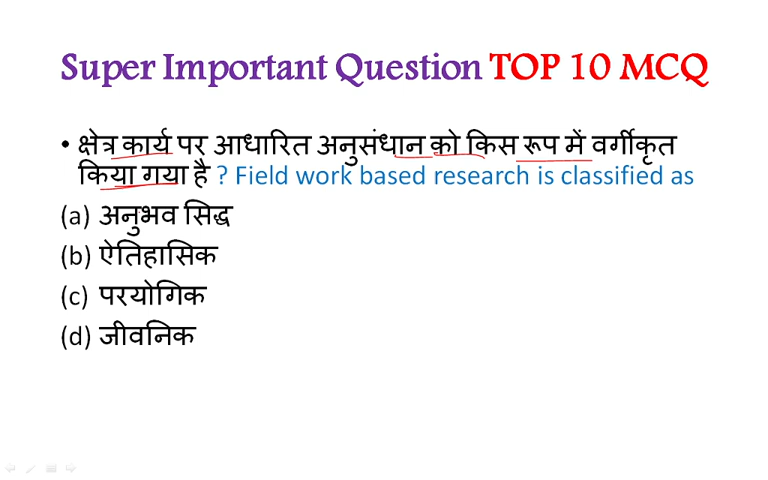 Super Important Question TOP 10 MCQ
• क्षेत्र कार्य पर आधारित अनुसंधान को किस रूप में वर्गीकृत
किया गया है ? Field work based research is classified as
(a) अनुभव सिद्ध
(b) ऐतिहासिक
(c) परयोगिक
(d) जीवनिक